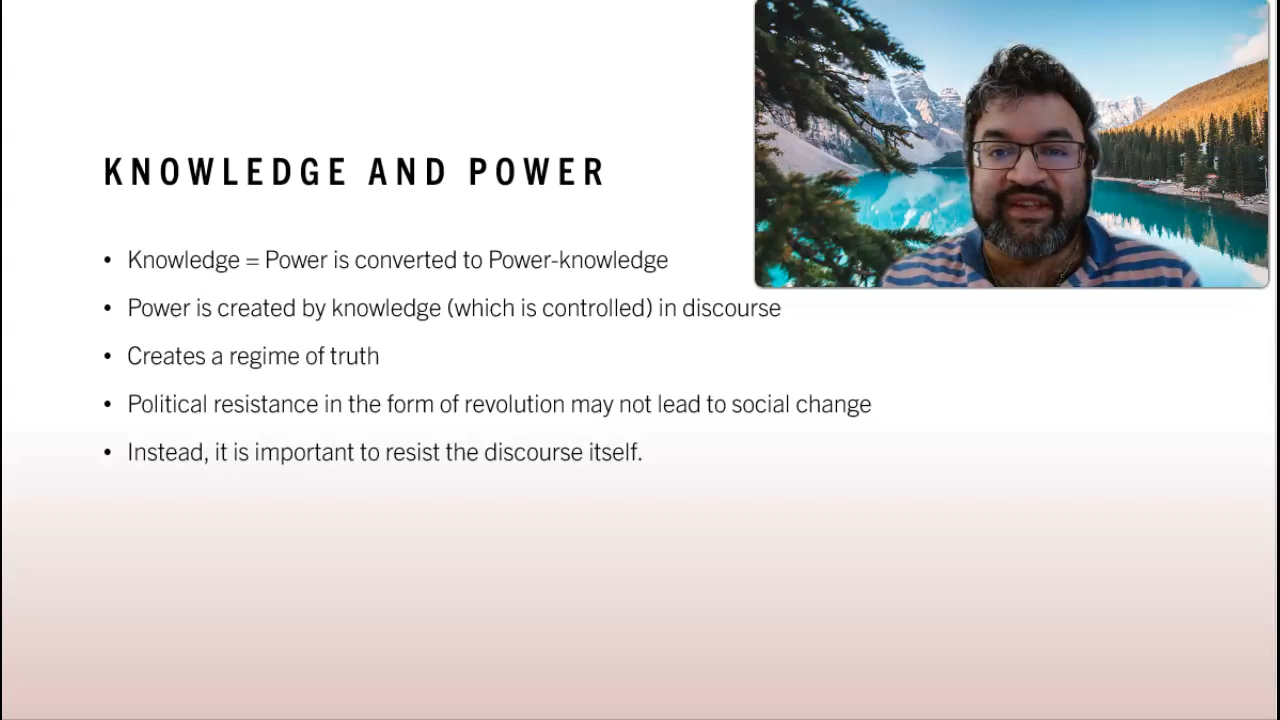 KNOWLEDGE AND POWER
• Knowledge = Power is converted to Power-knowledge
• Power is created by knowledge (which is controlled) in discourse
• Creates a regime of truth
• Political resistance in the form of revolution may not lead to social change
• Instead, it is important to resist the discourse itself.